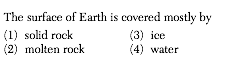 The surface of Earth is covered mostly by
(1) solid rock (3) ice
(2) molten rock (4) water